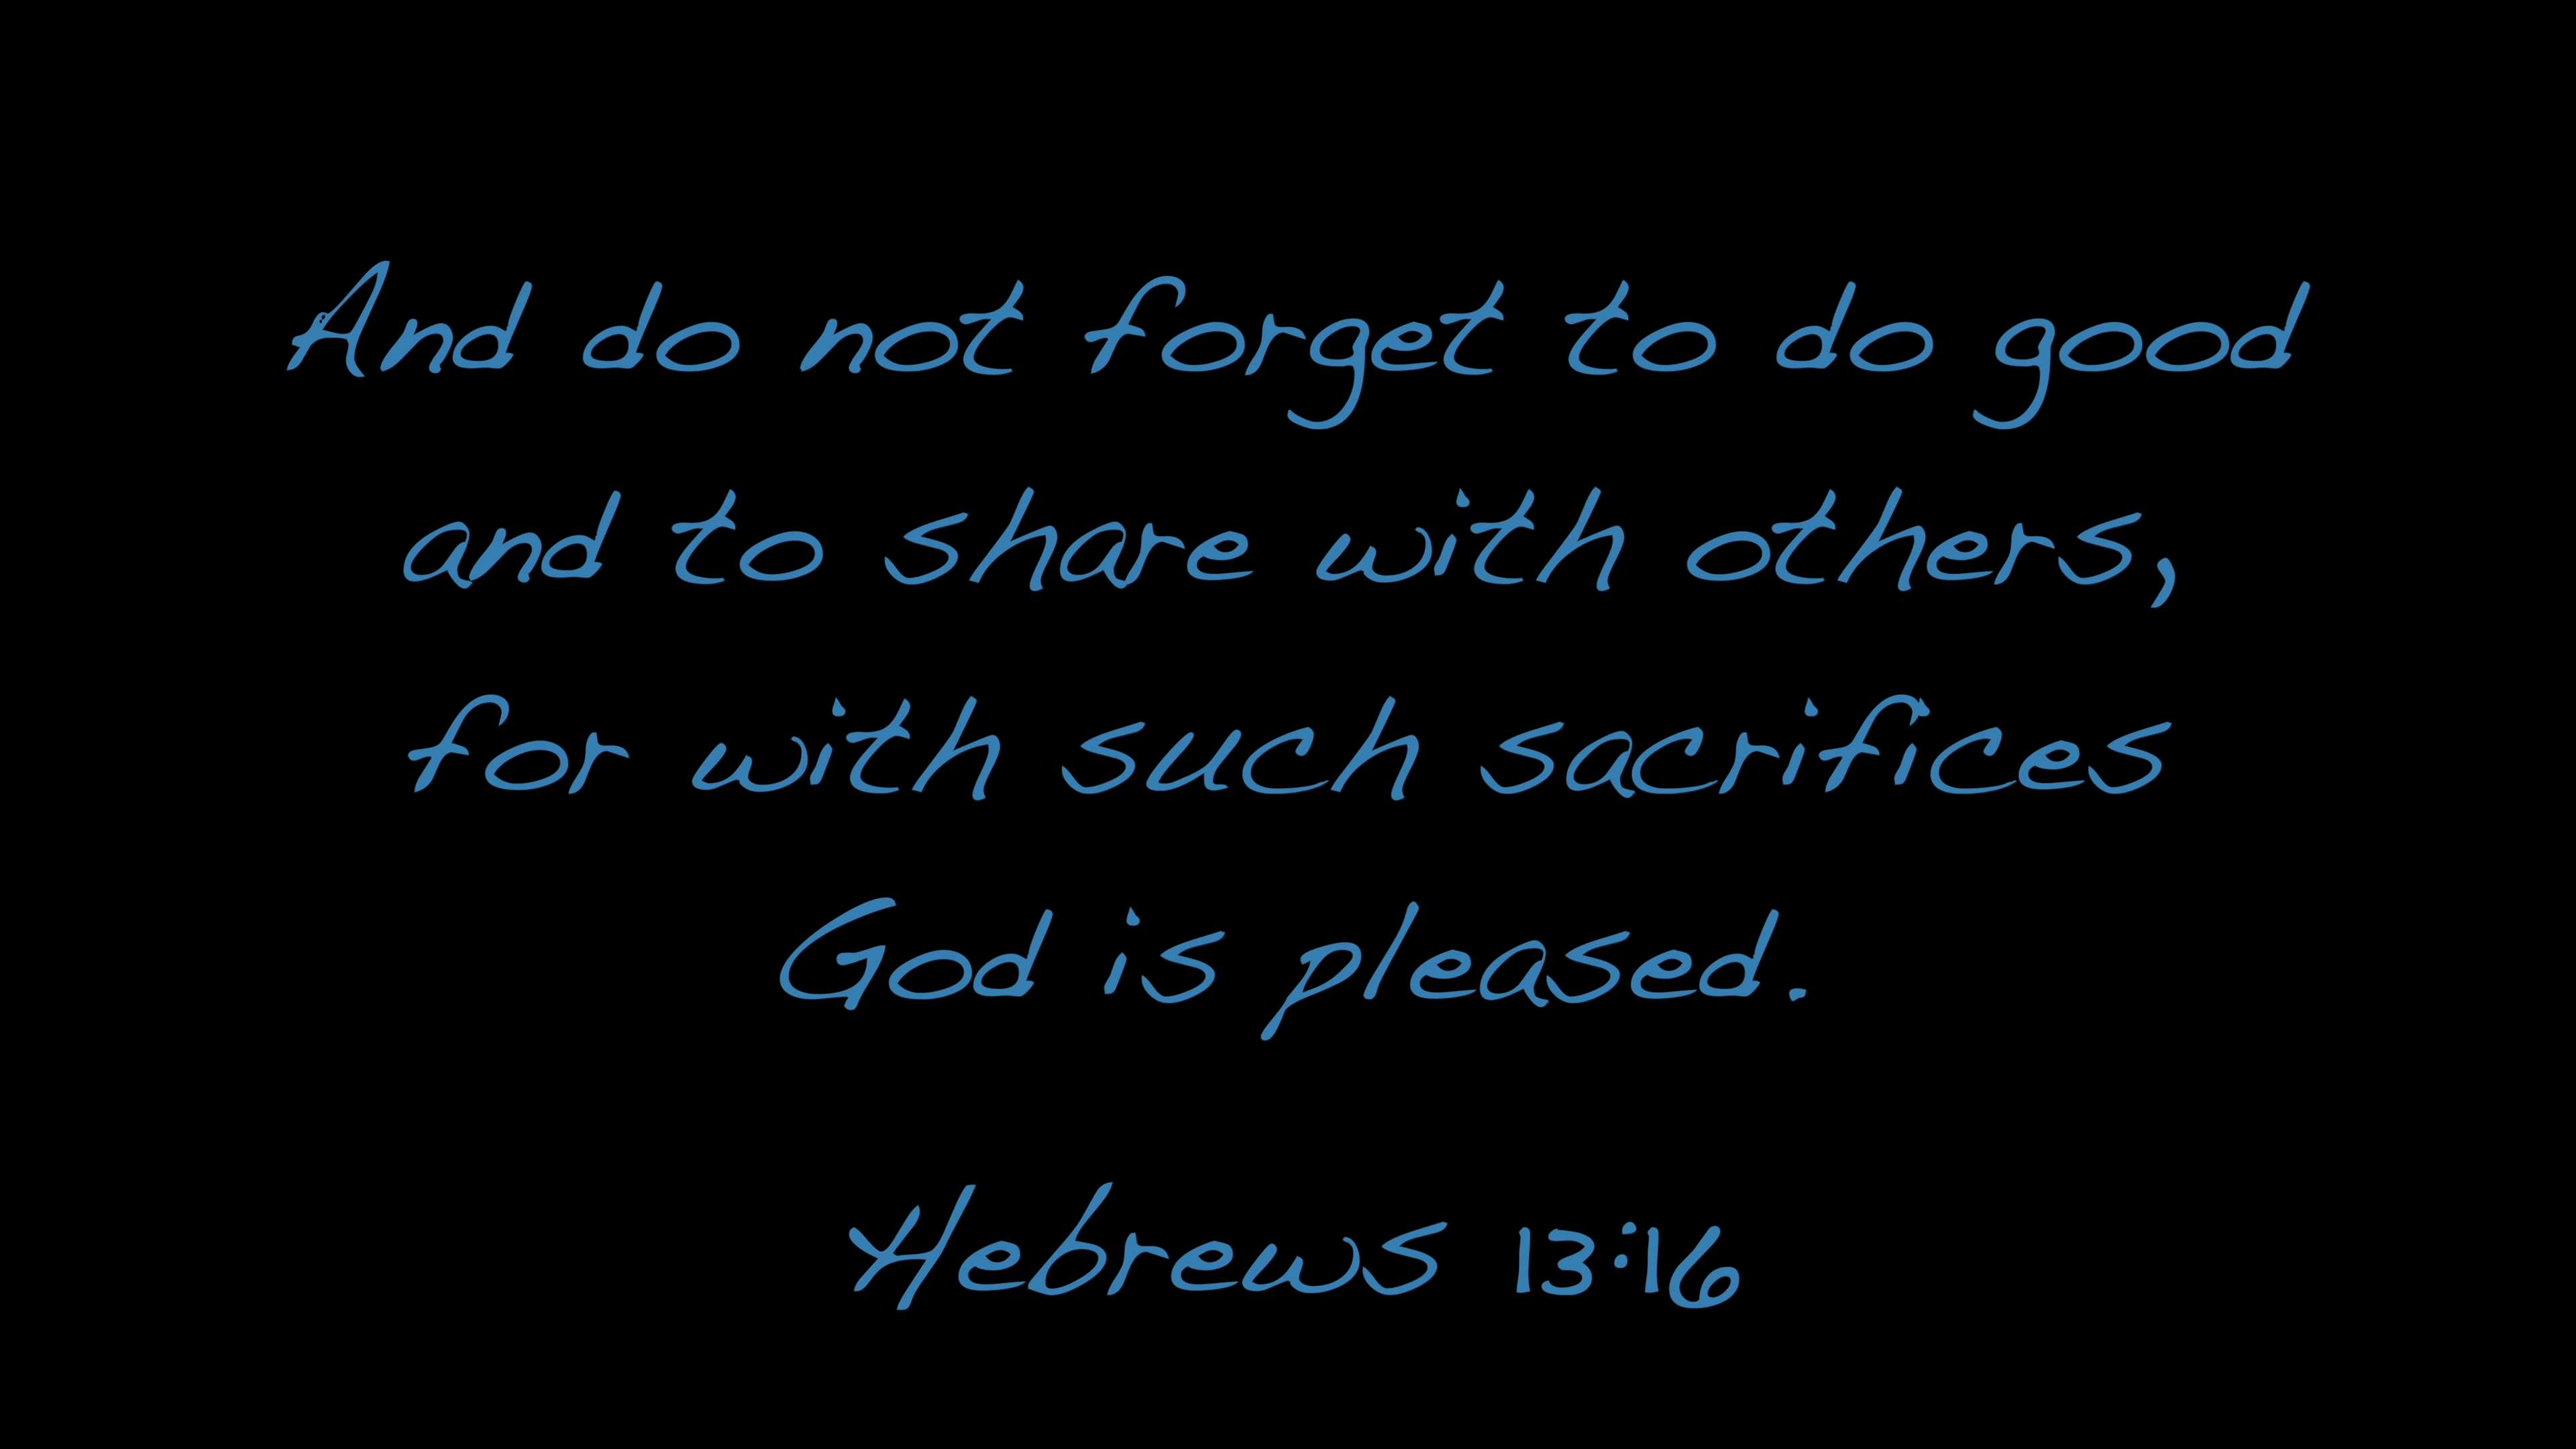 And do not forget to do good
and to share with others,
for with such sacrifices
God is pleased.
Hebrews 13:16